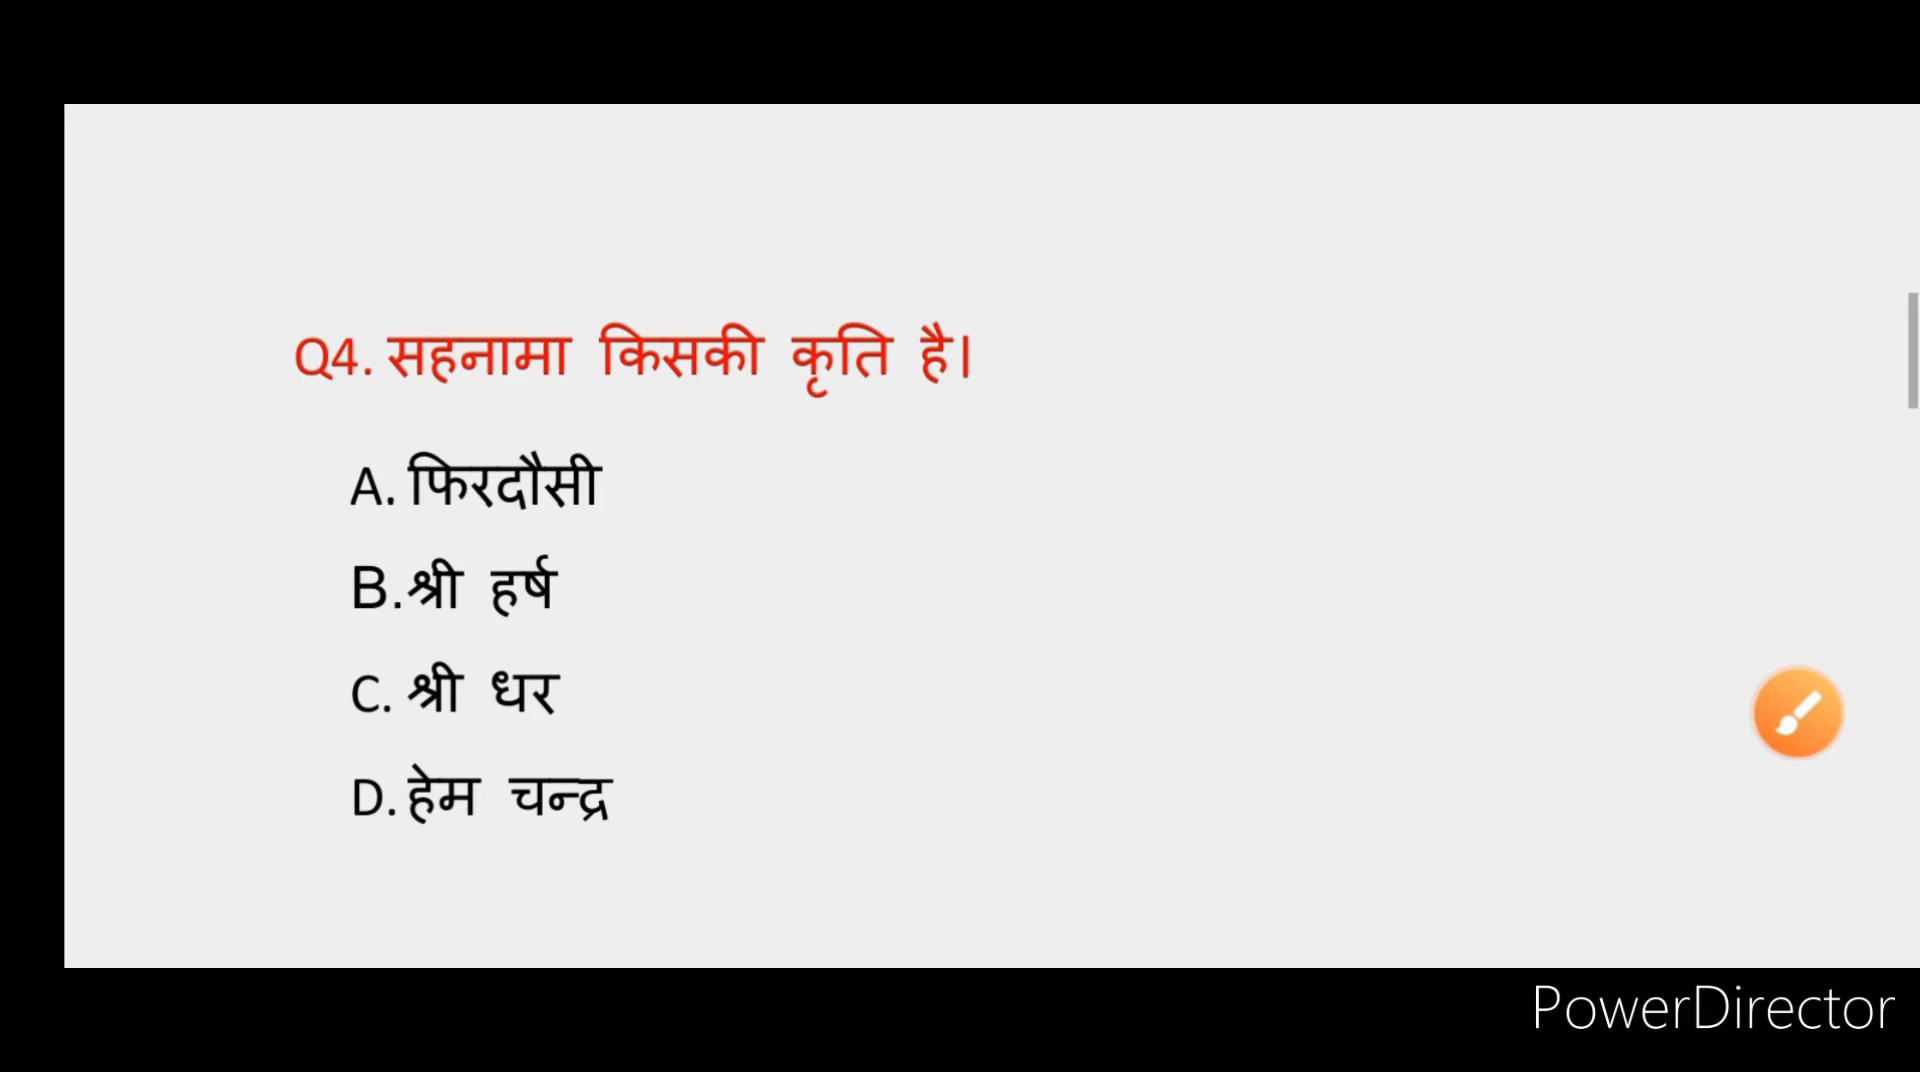 Q4. सहनामा किसकी कृति है।
A. फिरदौसी
B.श्री हर्ष
C. श्री धर
D. हेम चन्द्र
PowerDirector